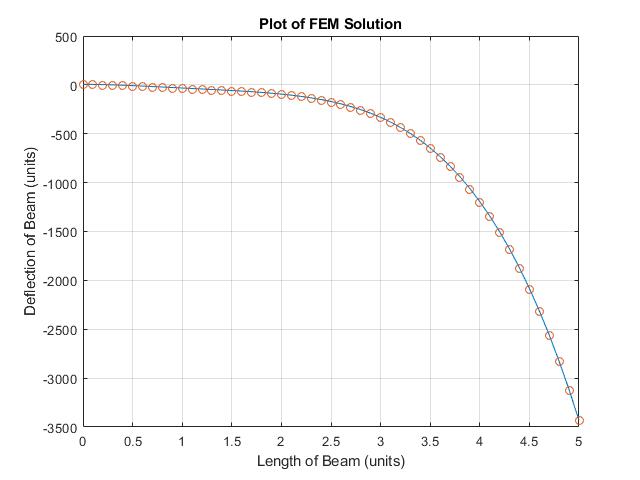 Plot of FEM Solution
500
0
-500
-1000
-1500
-2000
-2500
-3000
-3500
Deflection of Beam (units)
0 0.5 1 1.5 2 2.5 3 3.5 4 4.5 5
Length of Beam (units)